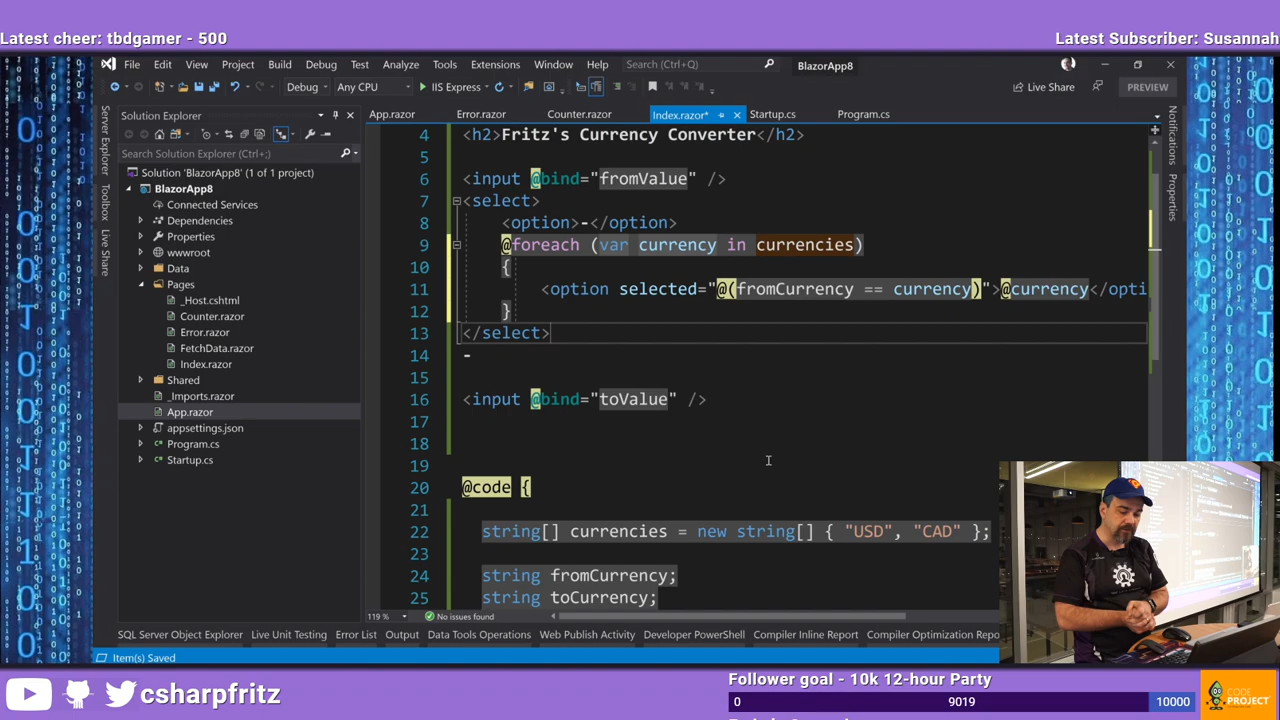 Latest cheer: tbdgamer - 500
Latest Subscriber: Susannah
File Edit View Project Build Debug Test Analyze Tools Extensions Window Help Search (Ctrl+Q) BlazorApp8
Debug Any CPU IIS Express Live Share PREVIEW
Server Explorer
Toolbox
Live Share
Solution Explorer
Search Solution Explorer (Ctrl+;)
Solution 'BlazorApp8' (1 of 1 project)
BlazorApp8
Connected Services
Dependencies
Properties
wwwroot
Data
Pages
_Host.cshtml
Counter.razor
Error.razor
FetchData.razor
Index.razor
Shared
_Imports.razor
App.razor
appsettings.json
Program.cs
Startup.cs
App.razor Error.razor Counter.razor Index.razor* Startup.cs Program.cs
4 <h2>Fritz's Currency Converter</h2>
5
6 <input @bind="fromValue" />
7 <select>
8 <option>-</option>
9 @foreach (var currency in currencies)
10 {
11 <option selected="@(fromCurrency == currency)">@currency</opti
12 }
13 </select>
14 -
15
16 <input @bind="toValue" />
17
18
19
20 @code {
21
22 string[] currencies = new string[] { "USD", "CAD" };
23
24 string fromCurrency;
25 string toCurrency;
119 % No issues found
Notifications
Properties
SQL Server Object Explorer Live Unit Testing Error List Output Data Tools Operations Web Publish Activity Developer PowerShell Compiler Inline Report Compiler Optimization Repo
Item(s) Saved
csharpfritz
Follower goal - 10k 12-hour Party
0 9019 10000
CODE
PROJECT